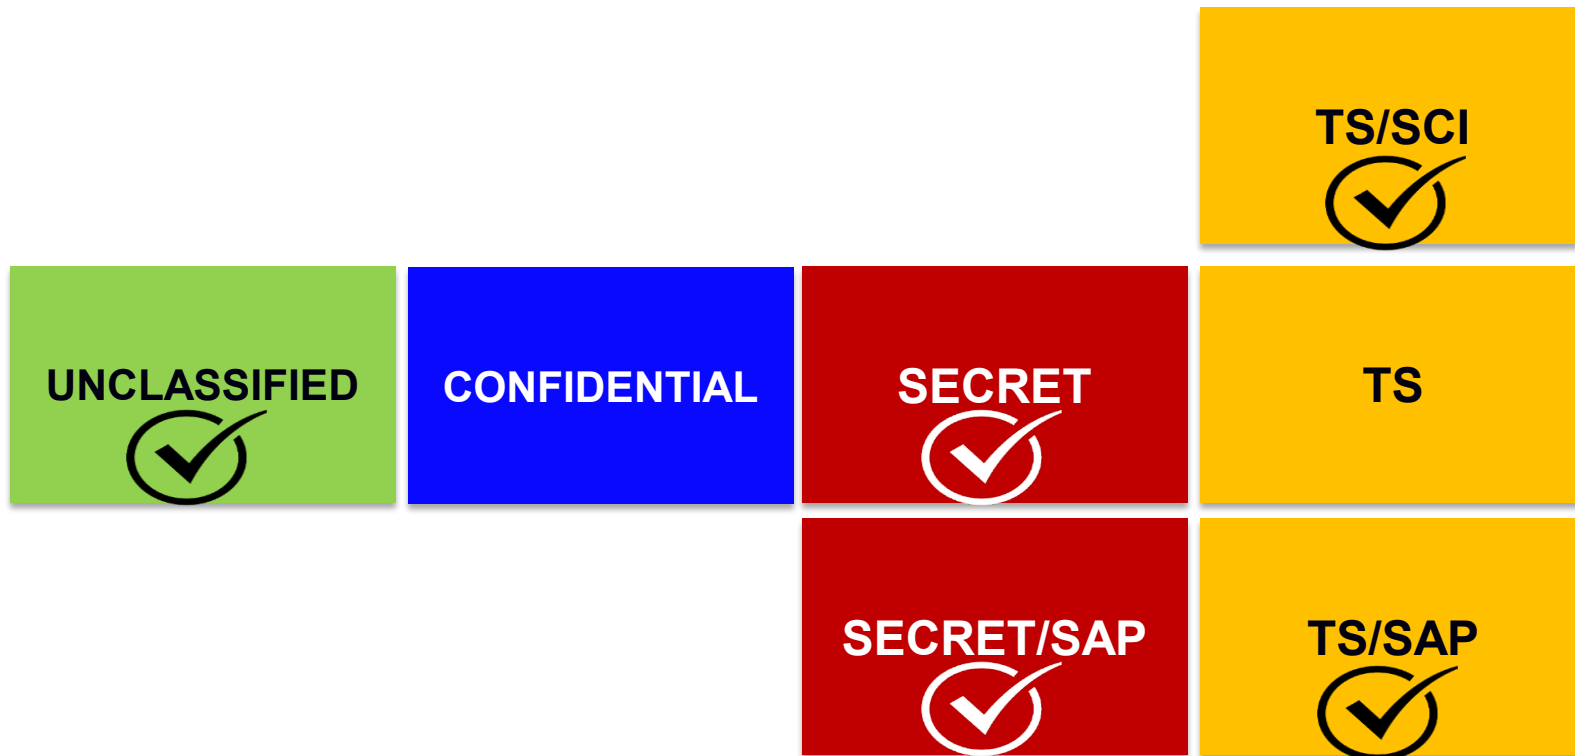 TS/SCI
UNCLASSIFIED
CONFIDENTIAL
SECRET
TS
SECRET/SAP
TS/SAP